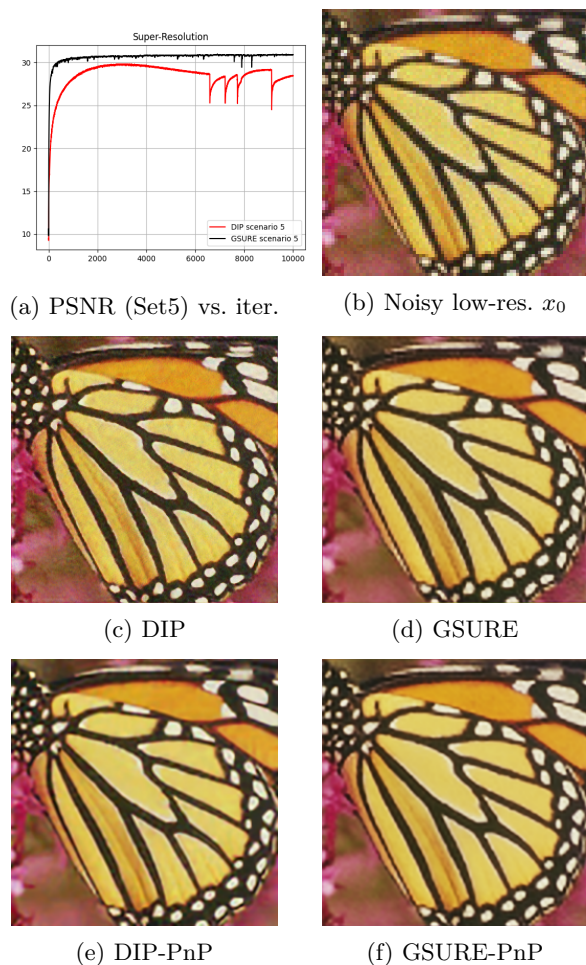 Super-Resolution
30
25
20
15
10
DIP scenario 5
GSURE scenario 5
0 2000 4000 6000 8000 10000
(a) PSNR (Set5) vs. iter.
(b) Noisy low-res. x₀
(c) DIP
(d) GSURE
(e) DIP-PnP
(f) GSURE-PnP